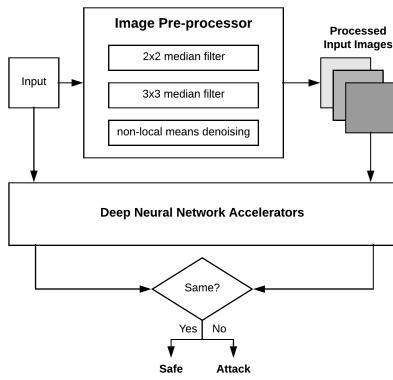 Image Pre-processor
Processed
Input Images
2x2 median filter
Input
3x3 median filter
non-local means denoising
Deep Neural Network Accelerators
Same?
Yes No
Safe Attack